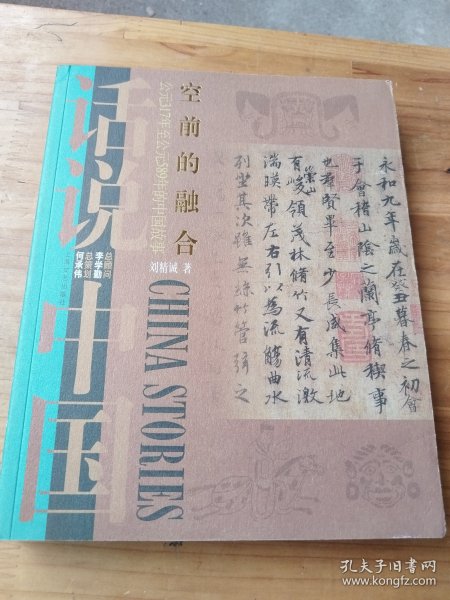 话说中国
空前的融合
公元317年至公元589年的中国故事
刘精诚 著
总顾问
李学勤
总策划
何承伟
CHINA STORIES
永和九年歲在癸丑暮春之初會
于會稽山陰之蘭亭脩稧事
也羣賢畢至少長咸集此地
有崇山峻領茂林脩竹又有清流激
湍暎帶左右引以為流觴曲水
列坐其次雖無絲竹管弦之
孔夫子旧书网
www.kongfz.com